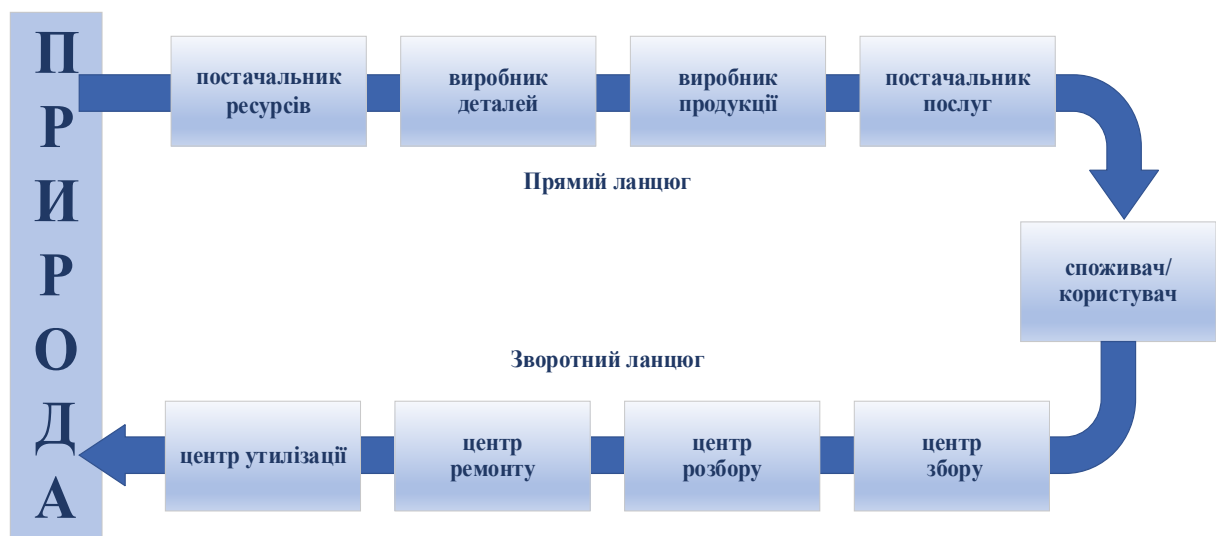 ПРИРОДА
постачальник
ресурсів
виробник
деталей
виробник
продукції
постачальник
послуг
Прямий ланцюг
споживач/
користувач
Зворотний ланцюг
центр утилізації
центр
ремонту
центр
розбору
центр
збору